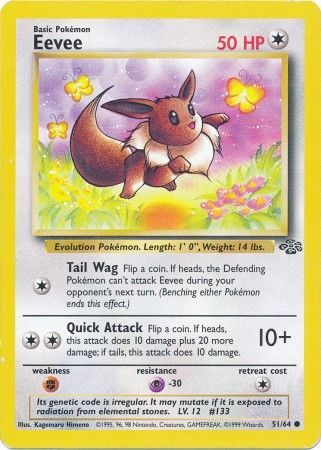 Basic Pokémon
Eevee
50 HP
Evolution Pokémon. Length: 1' 0", Weight: 14 lbs.
Tail Wag Flip a coin. If heads, the Defending
Pokémon can't attack Eevee during your
opponent's next turn. (Benching either Pokémon
ends this effect.)
Quick Attack Flip a coin. If heads,
this attack does 10 damage plus 20 more
damage; if tails, this attack does 10 damage.
10+
weakness
resistance
retreat cost
-30
Its genetic code is irregular. It may mutate if it is exposed to
radiation from elemental stones. LV. 12 #133
Illus. Kagemaru Himeno
©1995, 96, 98 Nintendo, Creatures, GAMEFREAK. ©1999 Wizards.
51/64